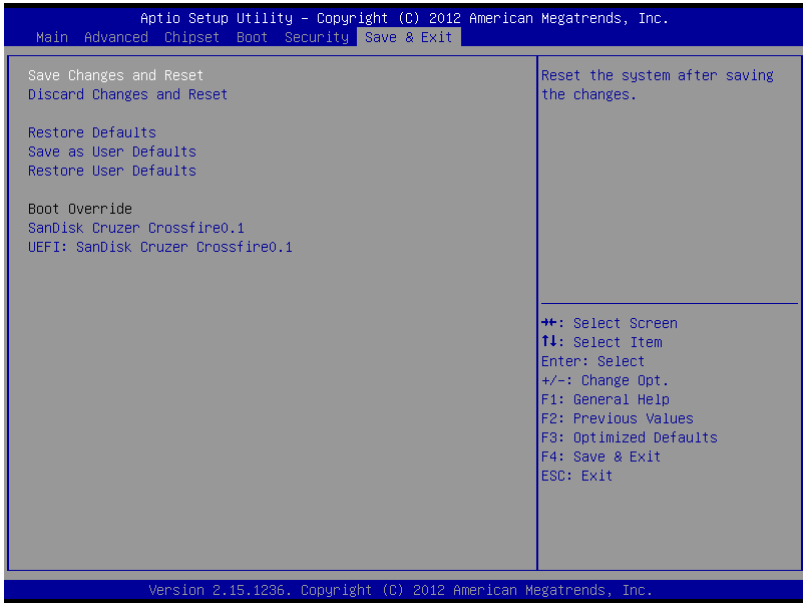 Aptio Setup Utility – Copyright (C) 2012 American Megatrends, Inc.
Main Advanced Chipset Boot Security Save & Exit
Save Changes and Reset
Discard Changes and Reset
Restore Defaults
Save as User Defaults
Restore User Defaults
Boot Override
SanDisk Cruzer Crossfire0.1
UEFI: SanDisk Cruzer Crossfire0.1
Reset the system after saving
the changes.
→←: Select Screen
↑↓: Select Item
Enter: Select
+/-: Change Opt.
F1: General Help
F2: Previous Values
F3: Optimized Defaults
F4: Save & Exit
ESC: Exit
Version 2.15.1236. Copyright (C) 2012 American Megatrends, Inc.